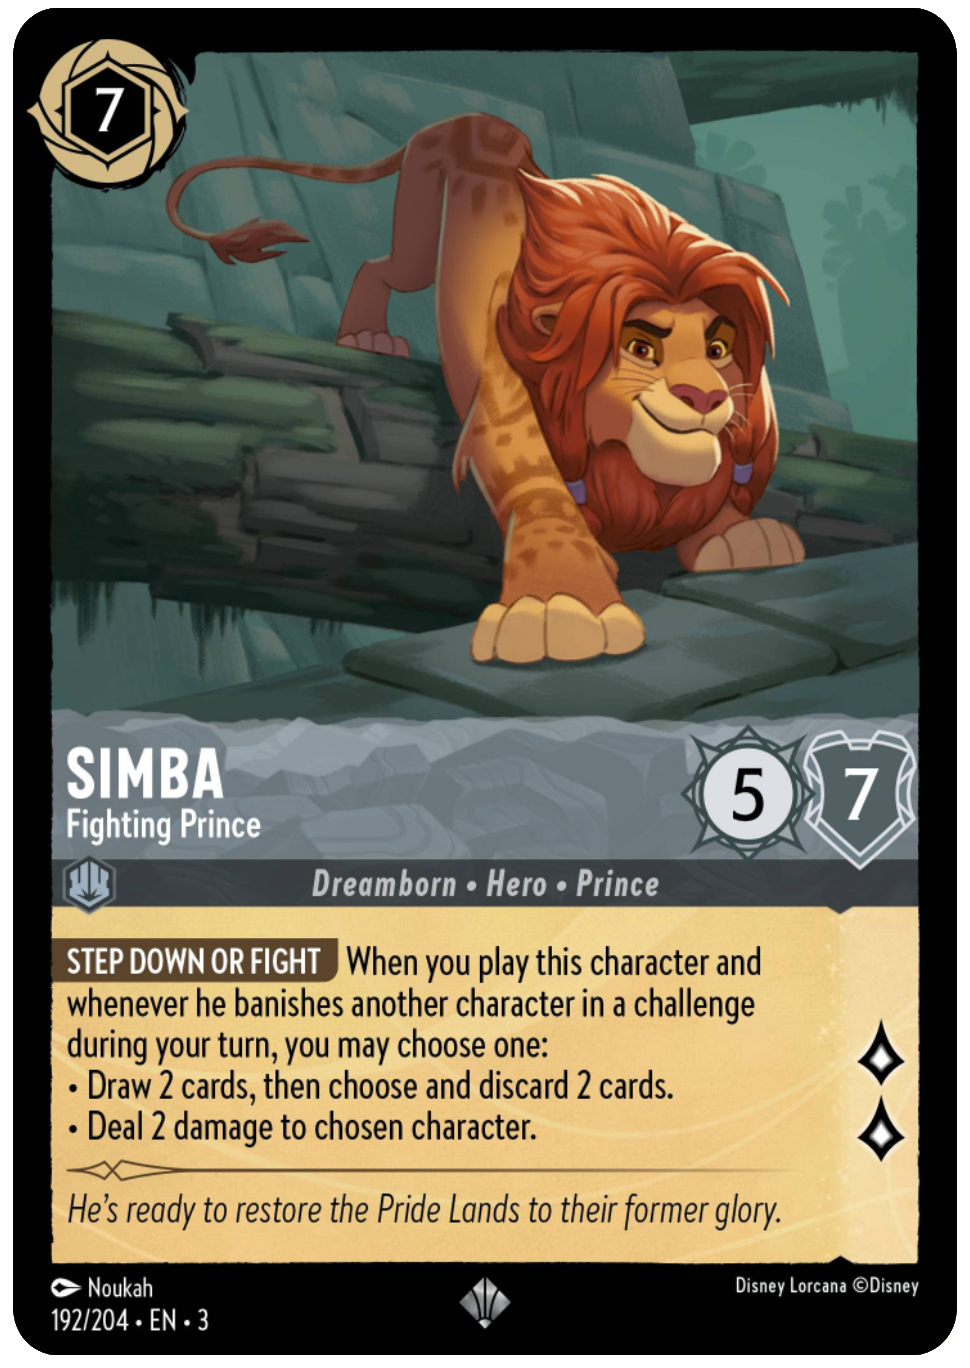 7
SIMBA
Fighting Prince
5
7
Dreamborn • Hero • Prince
STEP DOWN OR FIGHT When you play this character and
whenever he banishes another character in a challenge
during your turn, you may choose one:
• Draw 2 cards, then choose and discard 2 cards.
• Deal 2 damage to chosen character.
He's ready to restore the Pride Lands to their former glory.
Noukah
Disney Lorcana ©Disney
192/204 • EN • 3